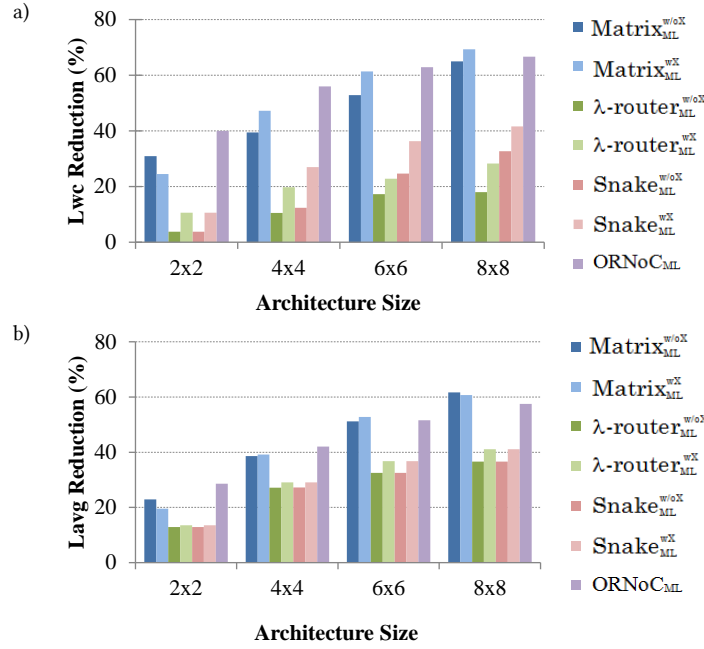 a)
Lwc Reduction (%)
80
60
40
20
0
2x2 4x4 6x6 8x8
Architecture Size
Matrix w/oX ML
Matrix wX ML
λ-router w/oX ML
λ-router wX ML
Snake w/oX ML
Snake wX ML
ORNoC ML
b)
Lavg Reduction (%)
80
60
40
20
0
2x2 4x4 6x6 8x8
Architecture Size
Matrix w/oX ML
Matrix wX ML
λ-router w/oX ML
λ-router wX ML
Snake w/oX ML
Snake wX ML
ORNoC ML